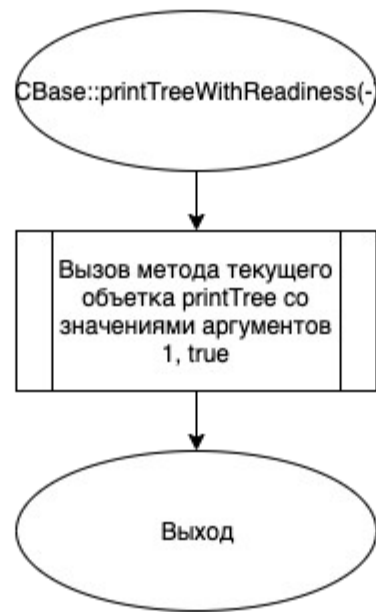 CBase::printTreeWithReadiness(-
Вызов метода текущего
объетка printTree со
значениями аргументов
1, true
Выход